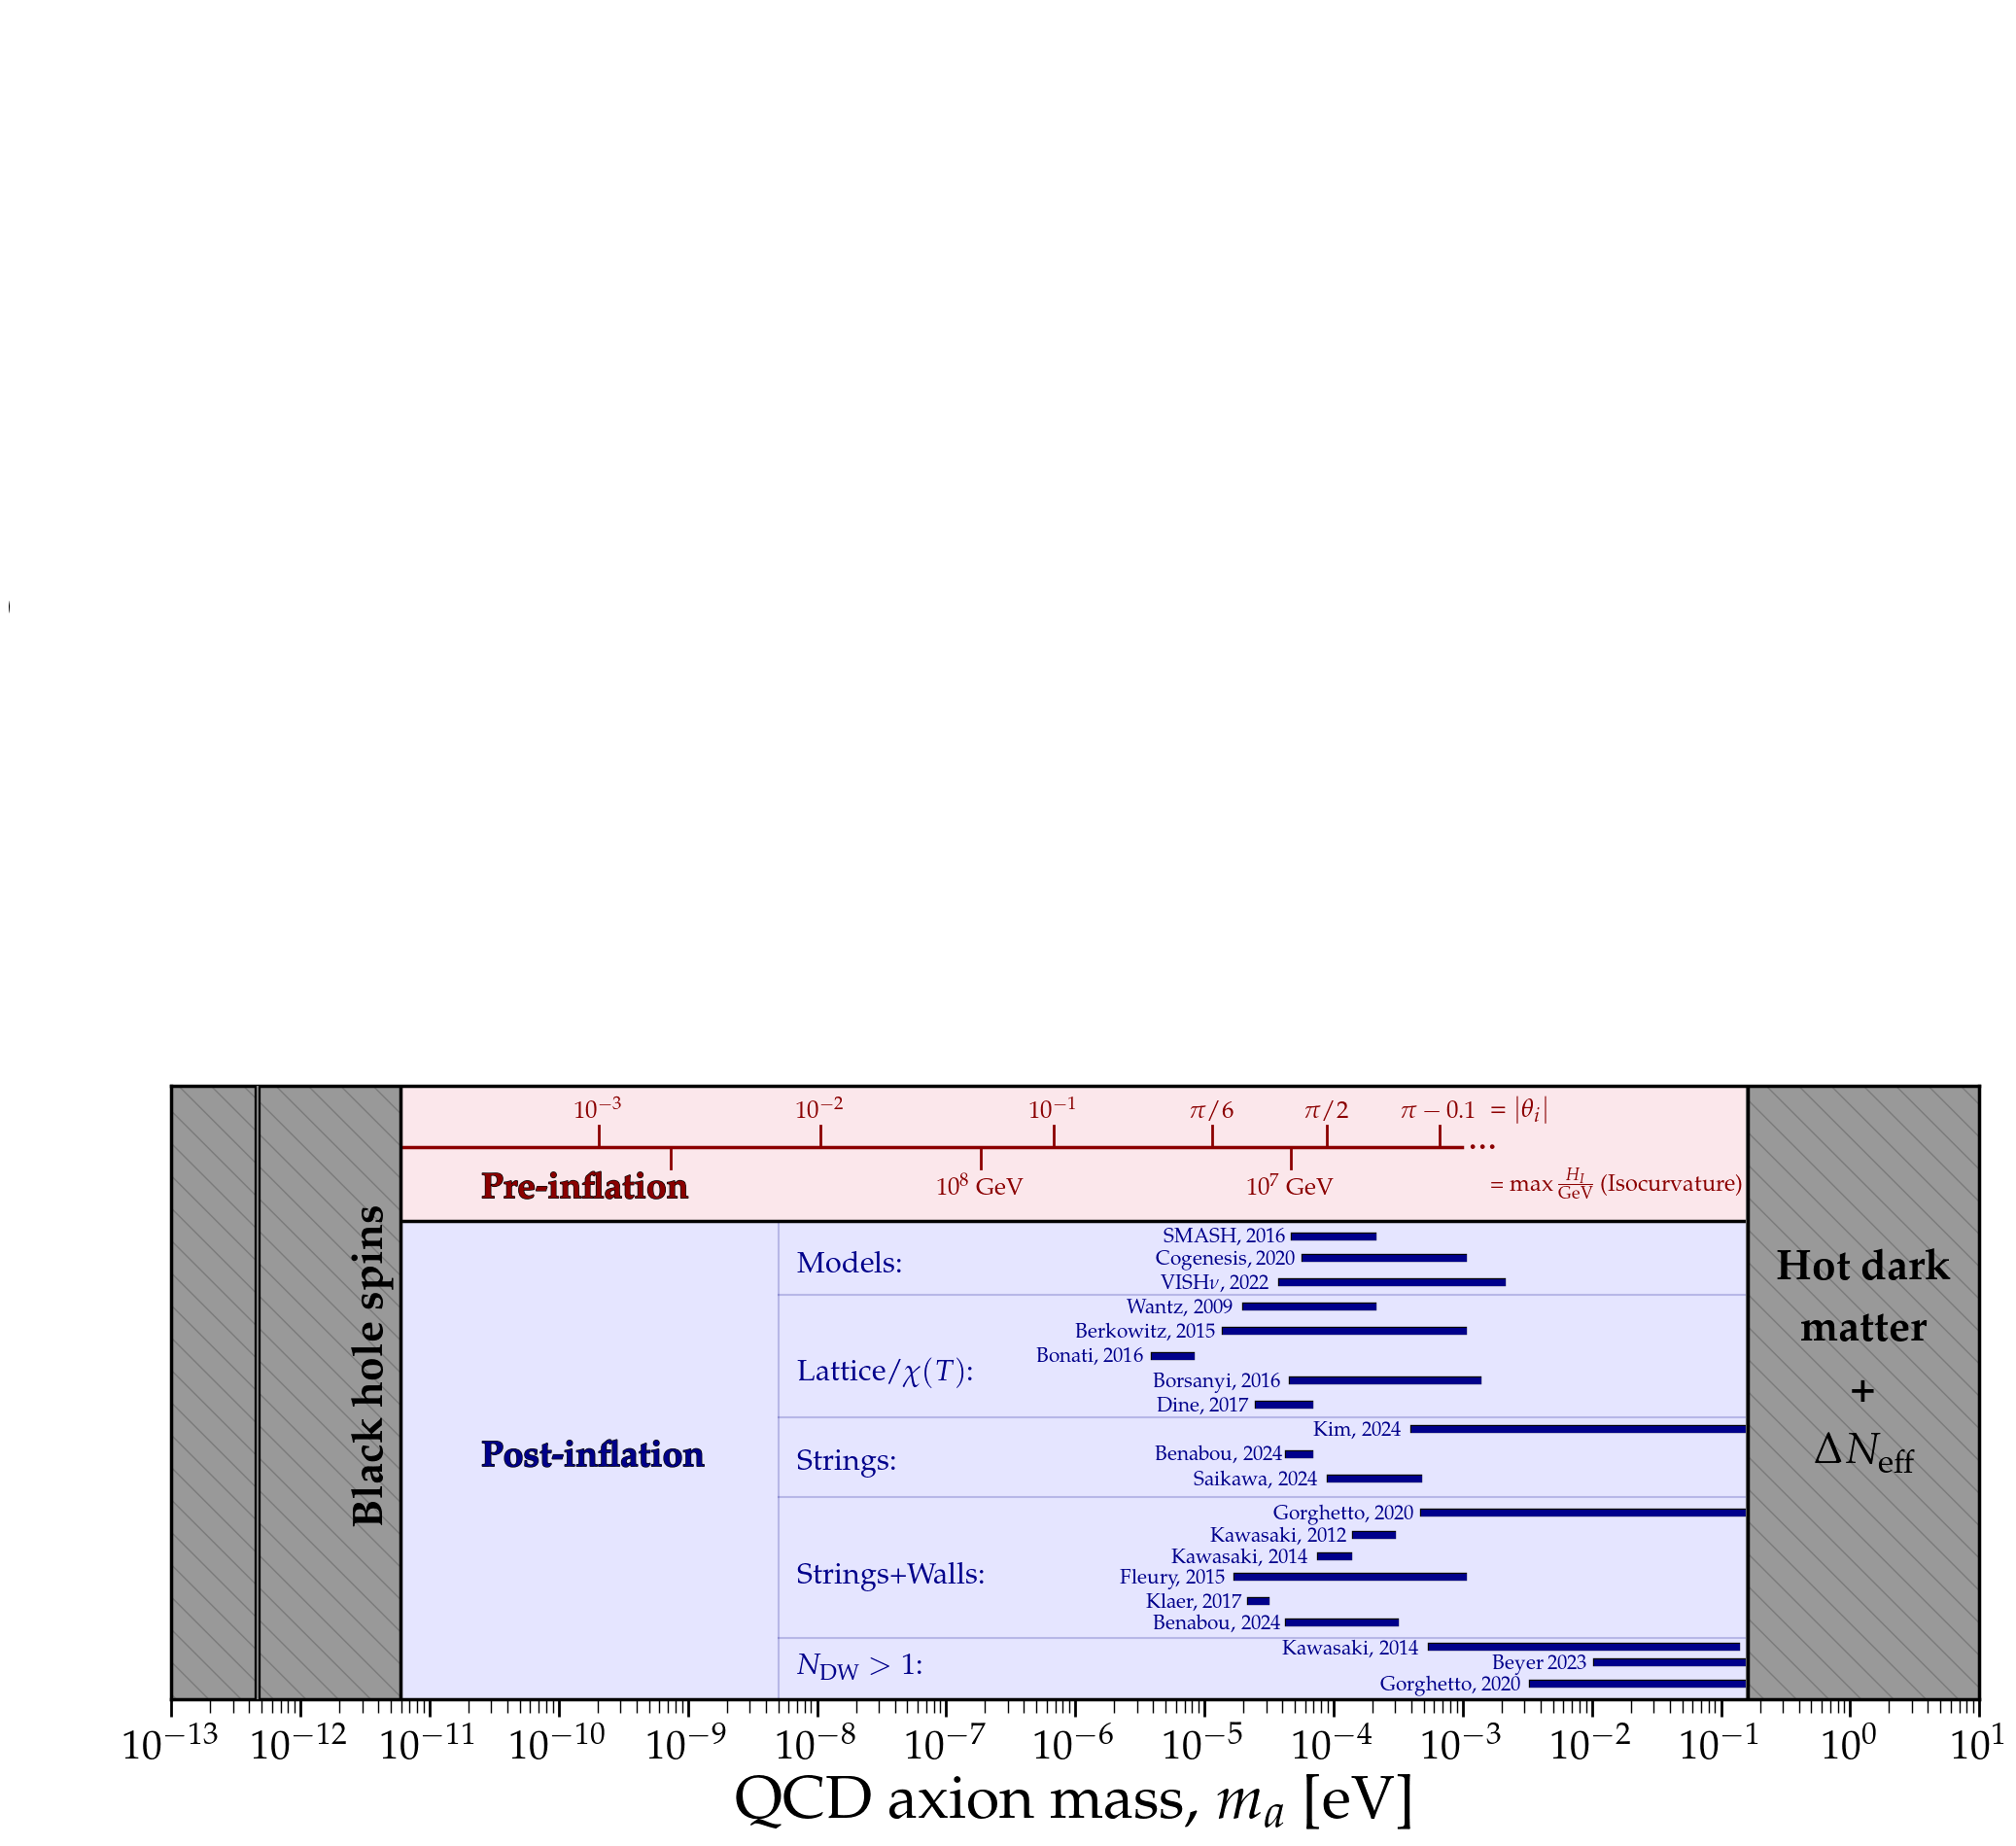 10⁻³ 10⁻² 10⁻¹ π/6 π/2 π − 0.1 = |θᵢ|
...
Pre-inflation 10⁸ GeV 10⁷ GeV = max H_I/GeV (Isocurvature)
Black hole spins
Post-inflation
Models:
SMASH, 2016
Cogenesis, 2020
VISHν, 2022
Lattice/χ(T):
Wantz, 2009
Berkowitz, 2015
Bonati, 2016
Borsanyi, 2016
Dine, 2017
Strings:
Kim, 2024
Benabou, 2024
Saikawa, 2024
Strings+Walls:
Gorghetto, 2020
Kawasaki, 2012
Kawasaki, 2014
Fleury, 2015
Klaer, 2017
Benabou, 2024
N_DW > 1:
Kawasaki, 2014
Beyer 2023
Gorghetto, 2020
Hot dark
matter
+
ΔN_eff
10⁻¹³ 10⁻¹² 10⁻¹¹ 10⁻¹⁰ 10⁻⁹ 10⁻⁸ 10⁻⁷ 10⁻⁶ 10⁻⁵ 10⁻⁴ 10⁻³ 10⁻² 10⁻¹ 10⁰ 10¹
QCD axion mass, mₐ [eV]